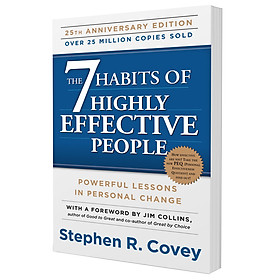 25TH ANNIVERSARY EDITION
OVER 25 MILLION COPIES SOLD
THE 7 HABITS OF
HIGHLY
EFFECTIVE
PEOPLE
POWERFUL LESSONS
IN PERSONAL CHANGE
WITH A FOREWORD BY JIM COLLINS,
author of Good to Great and co-author of Great by Choice
Stephen R. Covey